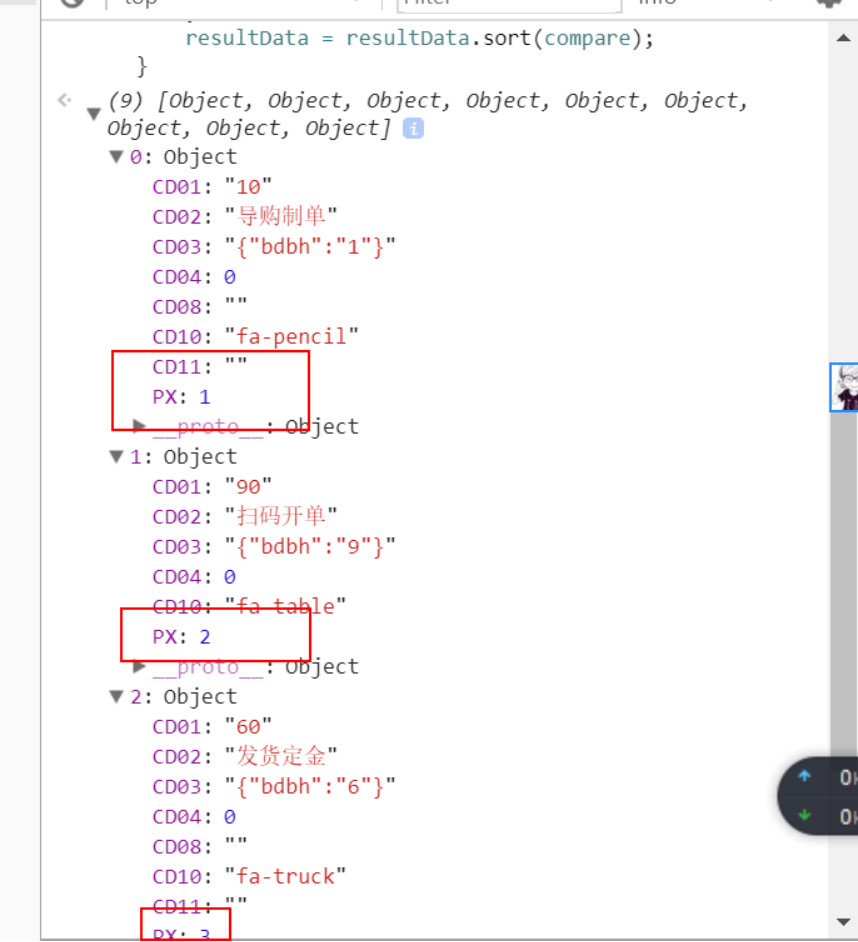 top Filter Info
resultData = resultData.sort(compare);
}
(9) [Object, Object, Object, Object, Object, Object,
Object, Object, Object] i
0: Object
CD01: "10"
CD02: "导购制单"
CD03: "{"bdbh":"1"}"
CD04: 0
CD08: ""
CD10: "fa-pencil"
CD11: ""
PX: 1
__proto__: Object
1: Object
CD01: "90"
CD02: "扫码开单"
CD03: "{"bdbh":"9"}"
CD04: 0
CD10: "fa-table"
PX: 2
__proto__: Object
2: Object
CD01: "60"
CD02: "发货定金"
CD03: "{"bdbh":"6"}"
CD04: 0
CD08: ""
CD10: "fa-truck"
CD11: ""
PX: 3
0K
0K